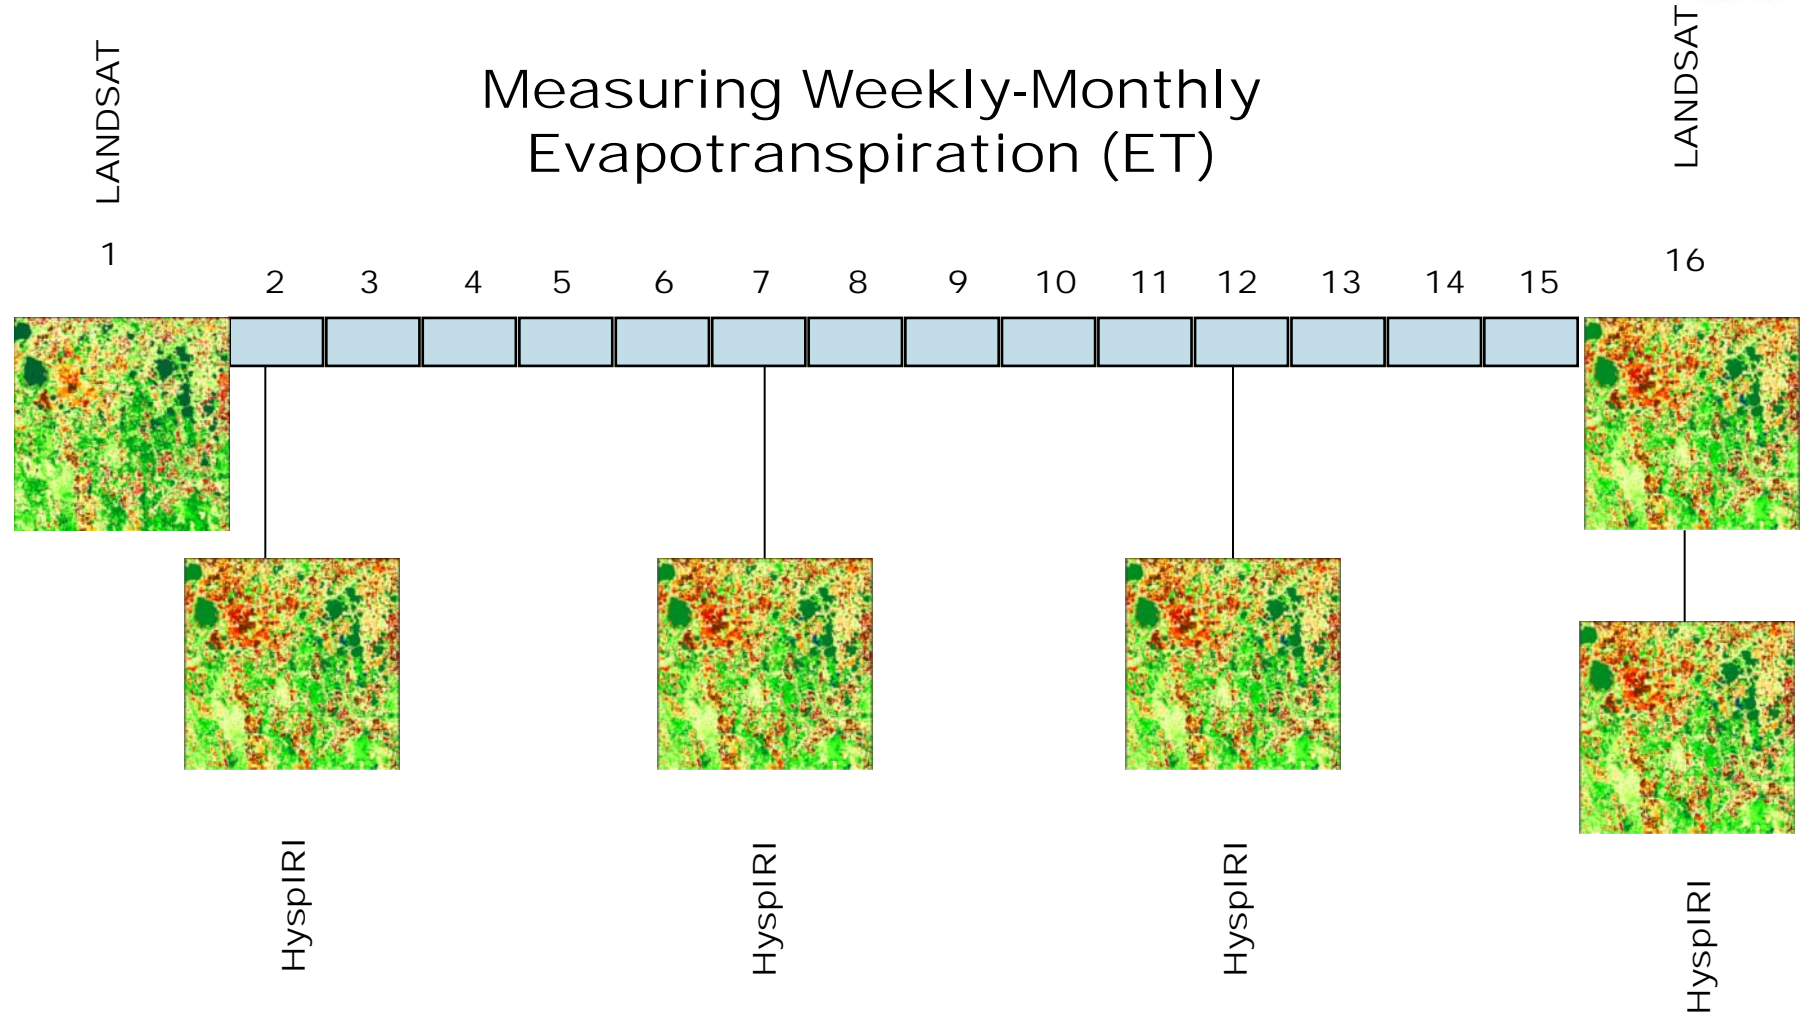 LANDSAT
Measuring Weekly-Monthly
Evapotranspiration (ET)
LANDSAT
1
2
3
4
5
6
7
8
9
10
11
12
13
14
15
16
HyspIRI
HyspIRI
HyspIRI
HyspIRI